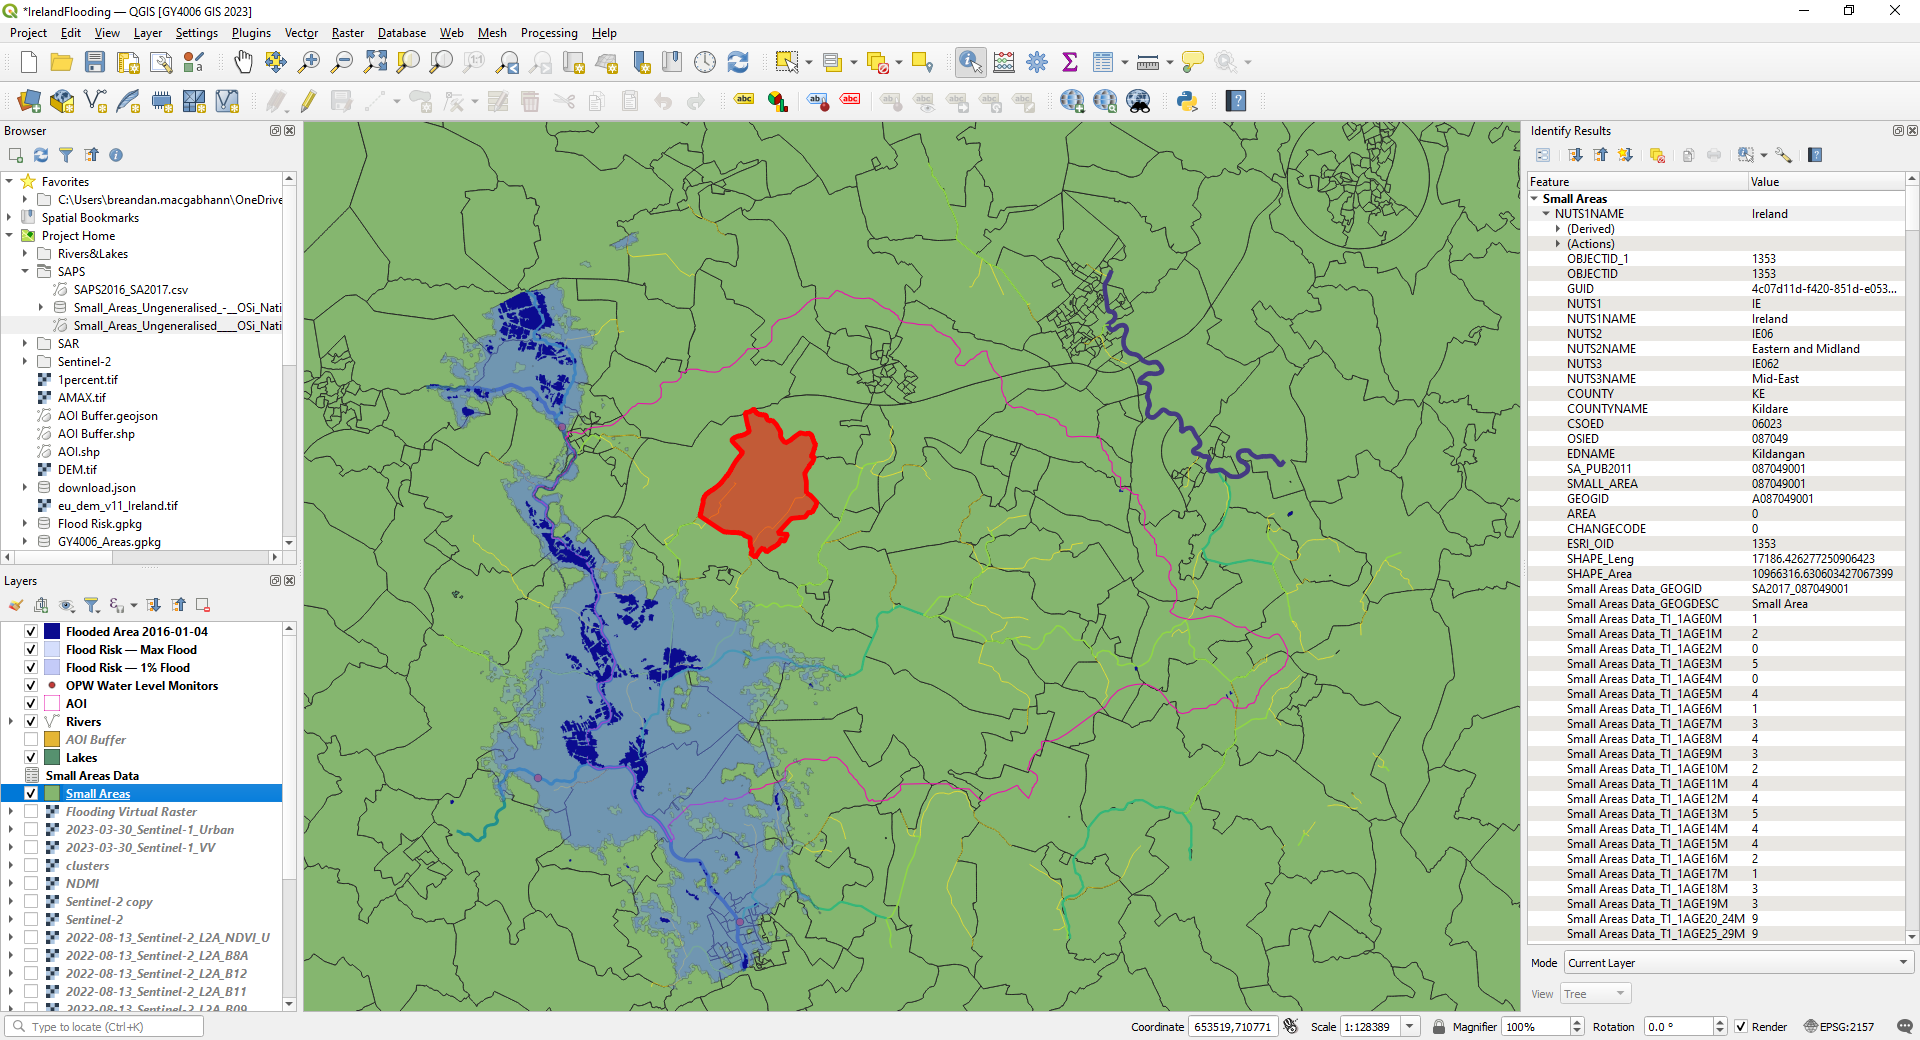 *IrelandFlooding — QGIS [GY4006 GIS 2023]
Project Edit View Layer Settings Plugins Vector Raster Database Web Mesh Processing Help
Browser
Favorites
C:\Users\breandan.macgabhann\OneDrive
Spatial Bookmarks
Project Home
Rivers&Lakes
SAPS
SAPS2016_SA2017.csv
Small_Areas_Ungeneralised_-__OSi_Nati
Small_Areas_Ungeneralised____OSi_Nati
SAR
Sentinel-2
1percent.tif
AMAX.tif
AOI Buffer.geojson
AOI Buffer.shp
AOI.shp
DEM.tif
download.json
eu_dem_v11_Ireland.tif
Flood Risk.gpkg
GY4006_Areas.gpkg
Layers
Flooded Area 2016-01-04
Flood Risk — Max Flood
Flood Risk — 1% Flood
OPW Water Level Monitors
AOI
Rivers
AOI Buffer
Lakes
Small Areas Data
Small Areas
Flooding Virtual Raster
2023-03-30_Sentinel-1_Urban
2023-03-30_Sentinel-1_VV
clusters
NDMI
Sentinel-2 copy
Sentinel-2
2022-08-13_Sentinel-2_L2A_NDVI_U
2022-08-13_Sentinel-2_L2A_B8A
2022-08-13_Sentinel-2_L2A_B12
2022-08-13_Sentinel-2_L2A_B11
2022-08-13_Sentinel-2_L2A_B09
Identify Results
Feature Value
Small Areas
NUTS1NAME Ireland
(Derived)
(Actions)
OBJECTID_1 1353
OBJECTID 1353
GUID 4c07d11d-f420-851d-e053...
NUTS1 IE
NUTS1NAME Ireland
NUTS2 IE06
NUTS2NAME Eastern and Midland
NUTS3 IE062
NUTS3NAME Mid-East
COUNTY KE
COUNTYNAME Kildare
CSOED 06023
OSIED 087049
EDNAME Kildangan
SA_PUB2011 087049001
SMALL_AREA 087049001
GEOGID A087049001
AREA 0
CHANGECODE 0
ESRI_OID 1353
SHAPE_Leng 17186.426277250906423
SHAPE_Area 10966316.630603427067399
Small Areas Data_GEOGID SA2017_087049001
Small Areas Data_GEOGDESC Small Area
Small Areas Data_T1_1AGE0M 1
Small Areas Data_T1_1AGE1M 2
Small Areas Data_T1_1AGE2M 0
Small Areas Data_T1_1AGE3M 5
Small Areas Data_T1_1AGE4M 0
Small Areas Data_T1_1AGE5M 4
Small Areas Data_T1_1AGE6M 1
Small Areas Data_T1_1AGE7M 3
Small Areas Data_T1_1AGE8M 4
Small Areas Data_T1_1AGE9M 3
Small Areas Data_T1_1AGE10M 2
Small Areas Data_T1_1AGE11M 4
Small Areas Data_T1_1AGE12M 4
Small Areas Data_T1_1AGE13M 5
Small Areas Data_T1_1AGE14M 4
Small Areas Data_T1_1AGE15M 4
Small Areas Data_T1_1AGE16M 2
Small Areas Data_T1_1AGE17M 1
Small Areas Data_T1_1AGE18M 3
Small Areas Data_T1_1AGE19M 3
Small Areas Data_T1_1AGE20_24M 9
Small Areas Data_T1_1AGE25_29M 9
Mode Current Layer
View Tree
Type to locate (Ctrl+K)
Coordinate 653519,710771 Scale 1:128389 Magnifier 100% Rotation 0.0 ° Render EPSG:2157